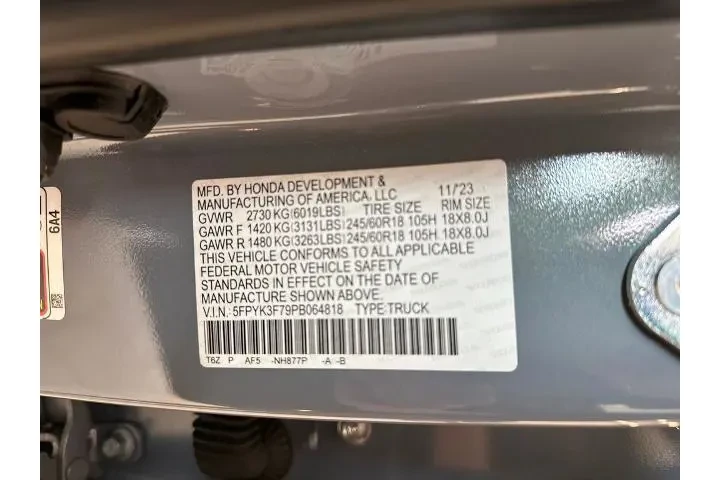 MFD. BY HONDA DEVELOPMENT &
MANUFACTURING OF AMERICA, LLC 11/'23
GVWR 2730 KG(6019LBS) TIRE SIZE RIM SIZE
GAWR F 1420 KG(3131LBS)245/60R18 105H 18X8.0J
GAWR R 1480 KG(3263LBS)245/60R18 105H 18X8.0J
THIS VEHICLE CONFORMS TO ALL APPLICABLE
FEDERAL MOTOR VEHICLE SAFETY
STANDARDS IN EFFECT ON THE DATE OF
MANUFACTURE SHOWN ABOVE.
V.I.N.: 5FPYK3F79PB064818 TYPE:TRUCK
T6Z P AF5 -NH877P -A -B
6A4